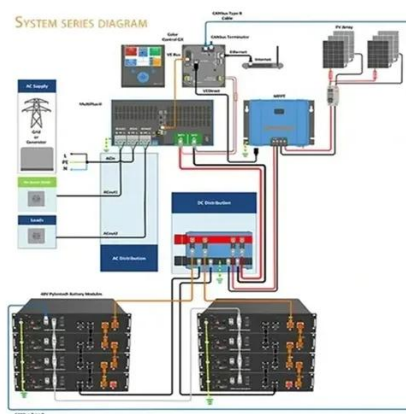 SYSTEM SERIES DIAGRAM
CANbus Type B
Cable
Color
Control GX
CANbus Terminator
PV Array
VE.Bus
Ethernet
Internet
AC Supply
VE.Direct
MPPT
MultiPlus-II
Grid
or
Generator
L
PE
N
ACin
ACout1
Loads
DC Distribution
ACout2
AC Distribution
48V Pylontech Battery Modules